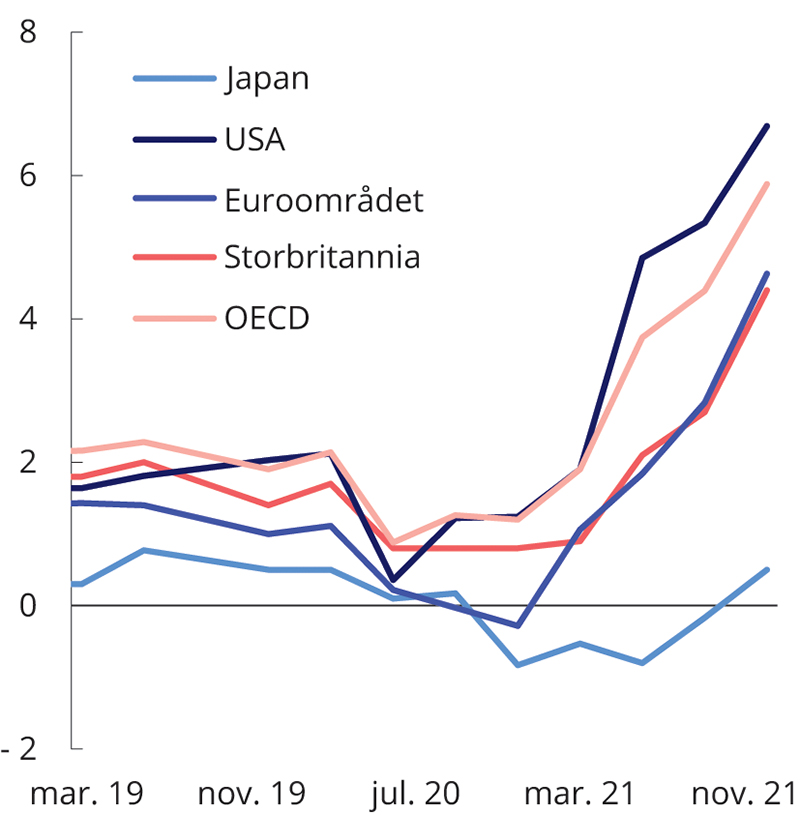 8
6
4
2
0
- 2
Japan
USA
Euroområdet
Storbritannia
OECD
mar. 19 nov. 19 jul. 20 mar. 21 nov. 21